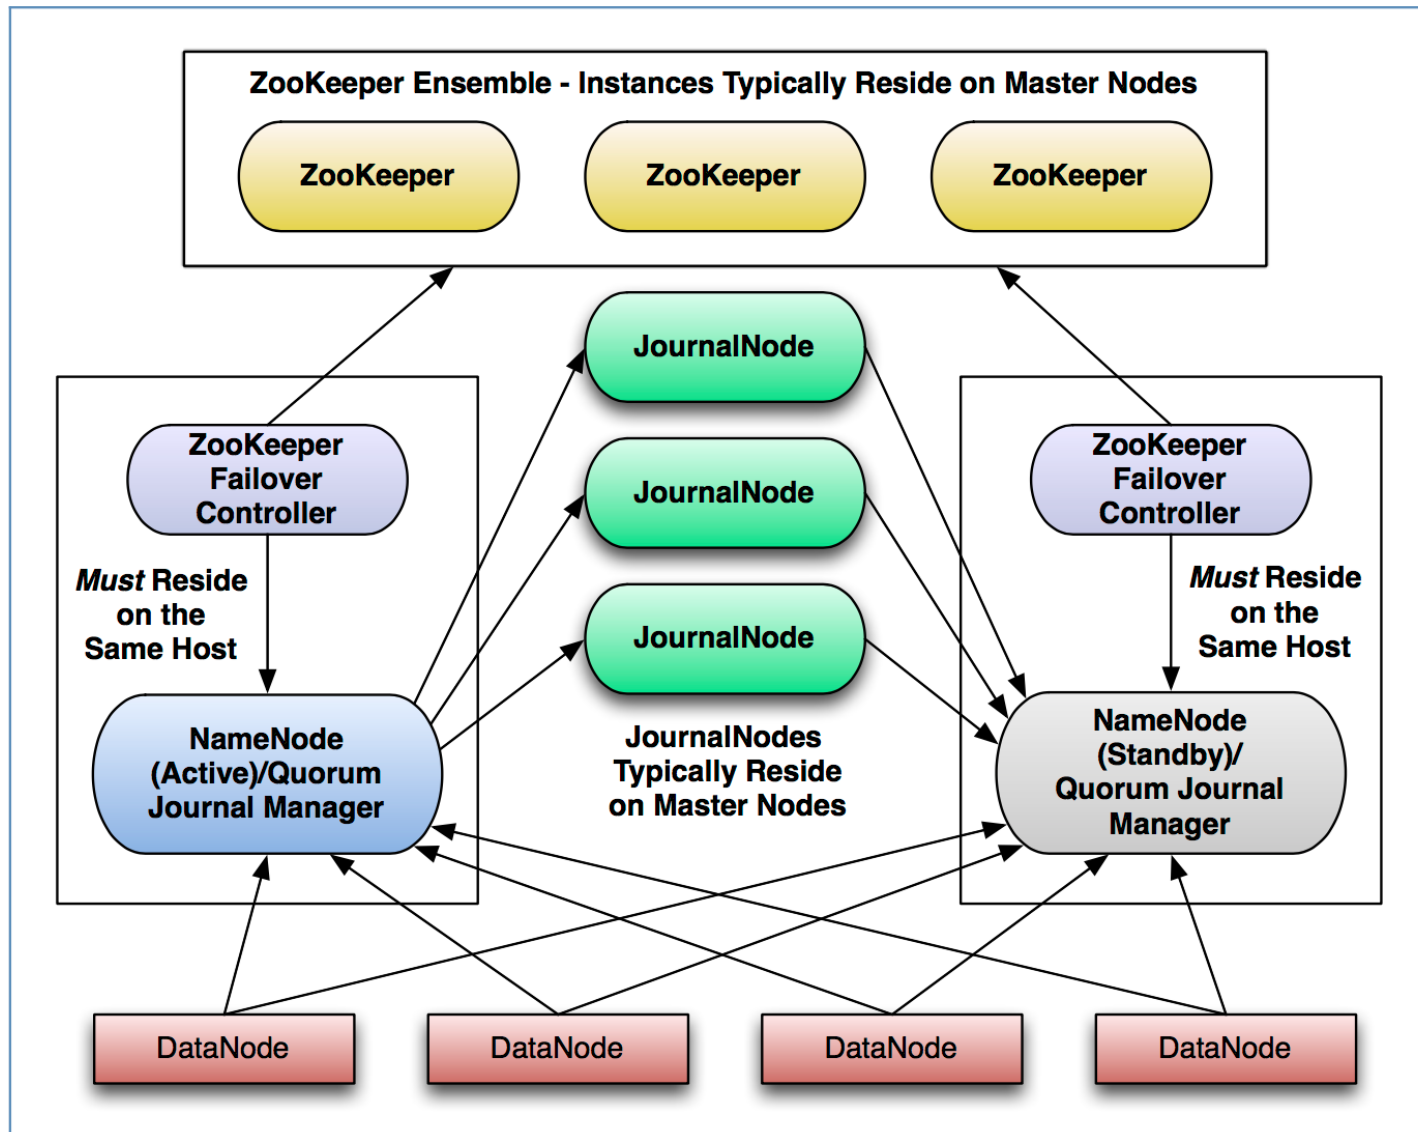 ZooKeeper Ensemble - Instances Typically Reside on Master Nodes
ZooKeeper
ZooKeeper
ZooKeeper
JournalNode
ZooKeeper
Failover
Controller
JournalNode
ZooKeeper
Failover
Controller
Must Reside
on the
Same Host
JournalNode
Must Reside
on the
Same Host
NameNode
(Active)/Quorum
Journal Manager
JournalNodes
Typically Reside
on Master Nodes
NameNode
(Standby)/
Quorum Journal
Manager
DataNode
DataNode
DataNode
DataNode